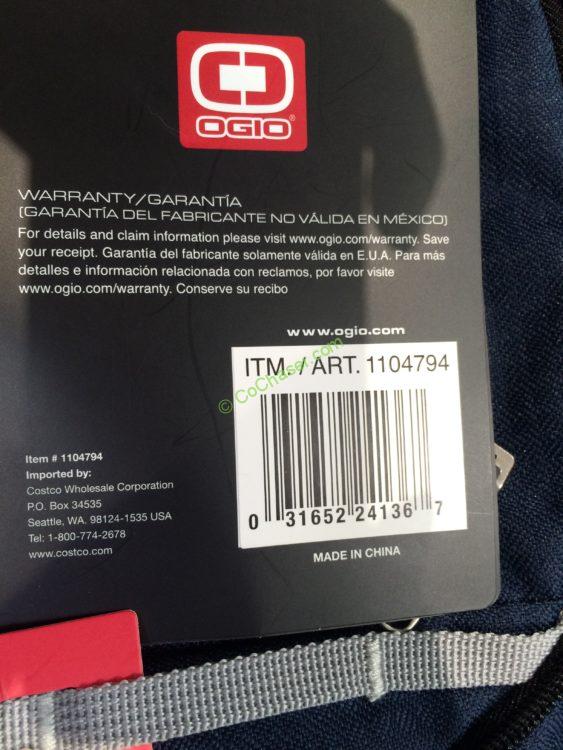 OGIO®
WARRANTY/GARANTÍA
(GARANTÍA DEL FABRICANTE NO VÁLIDA EN MÉXICO)
For details and claim information please visit www.ogio.com/warranty. Save
your receipt. Garantía del fabricante solamente válida en E.U.A. Para más
detalles e información relacionada con reclamos, por favor visite
www.ogio.com/warranty. Conserve su recibo
www.ogio.com
ITM. / ART. 1104794
© CoChaser.com
0 31652 24136 7
MADE IN CHINA
Item # 1104794
Imported by:
Costco Wholesale Corporation
P.O. Box 34535
Seattle, WA. 98124-1535 USA
Tel: 1-800-774-2678
www.costco.com